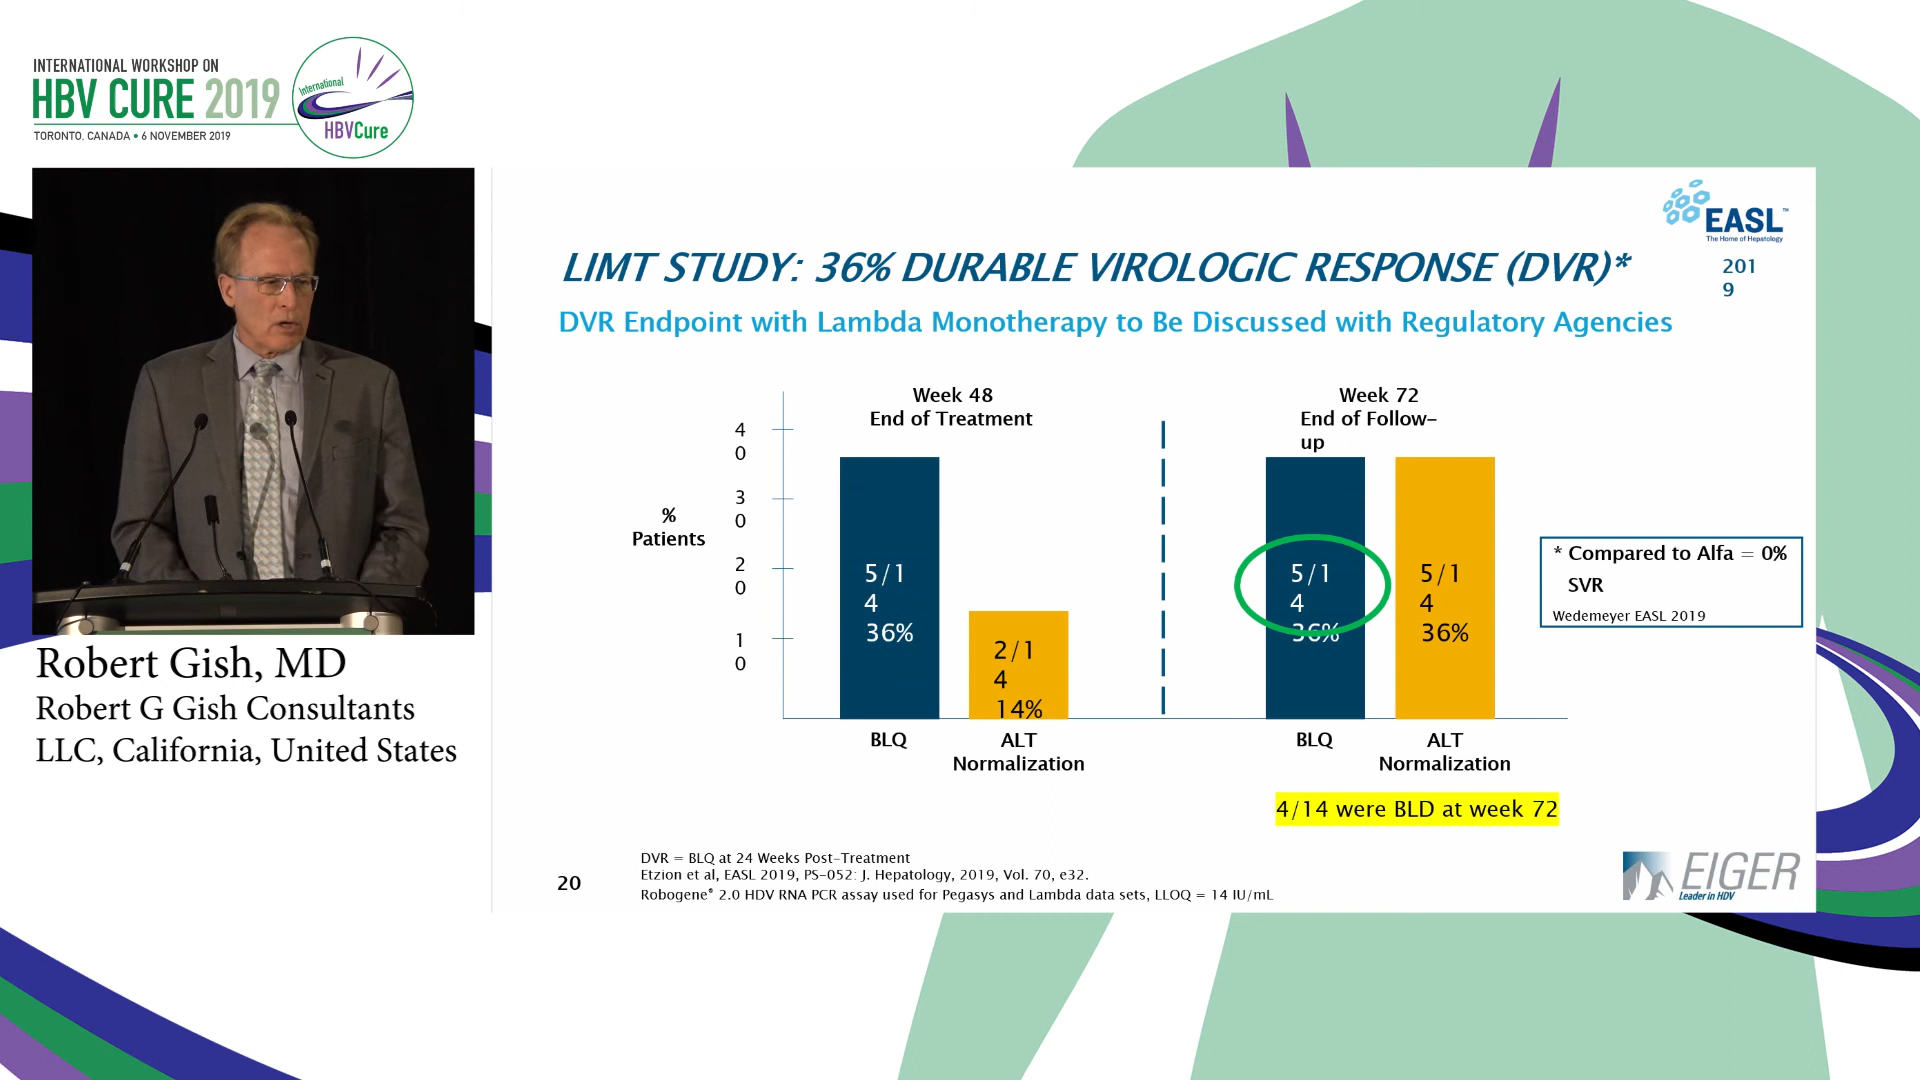 INTERNATIONAL WORKSHOP ON
HBV CURE 2019
TORONTO, CANADA • 6 NOVEMBER 2019
International
HBVCure
Robert Gish, MD
Robert G Gish Consultants
LLC, California, United States
EASL™
The Home of Hepatology
201
9
LIMT STUDY: 36% DURABLE VIROLOGIC RESPONSE (DVR)*
DVR Endpoint with Lambda Monotherapy to Be Discussed with Regulatory Agencies
% 
Patients
4
0
3
0
2
0
1
0
Week 48
End of Treatment
5/1
4
36%
2/1
4
14%
BLQ
ALT
Normalization
Week 72
End of Follow-
up
5/1
4
36%
5/1
4
36%
BLQ
ALT
Normalization
* Compared to Alfa = 0%
SVR
Wedemeyer EASL 2019
4/14 were BLD at week 72
DVR = BLQ at 24 Weeks Post-Treatment
Etzion et al, EASL 2019, PS-052: J. Hepatology, 2019, Vol. 70, e32.
Robogene® 2.0 HDV RNA PCR assay used for Pegasys and Lambda data sets, LLOQ = 14 IU/mL
20
EIGER
Leader in HDV